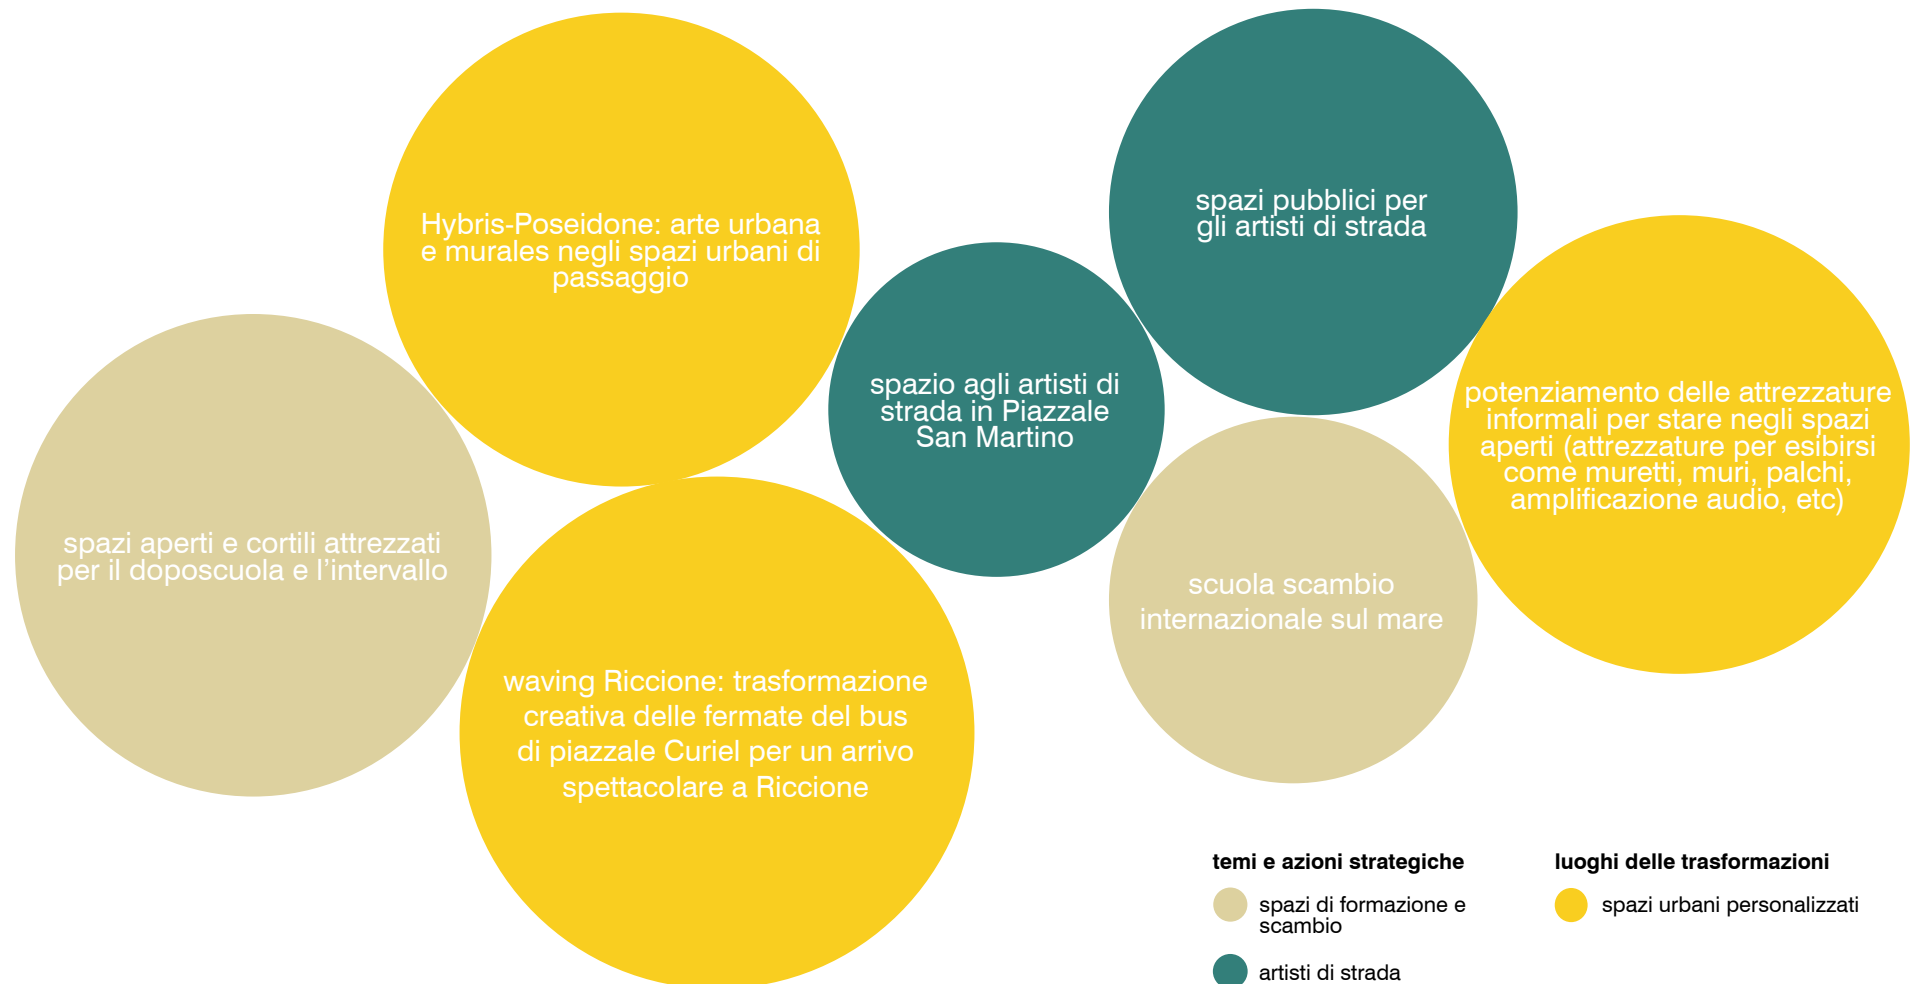 Hybris-Poseidone: arte urbana
e murales negli spazi urbani di
passaggio
spazi pubblici per
gli artisti di strada
spazio agli artisti di
strada in Piazzale
San Martino
potenziamento delle attrezzature
informali per stare negli spazi
aperti (attrezzature per esibirsi
come muretti, muri, palchi,
amplificazione audio, etc)
spazi aperti e cortili attrezzati
per il doposcuola e l’intervallo
scuola scambio
internazionale sul mare
waving Riccione: trasformazione
creativa delle fermate del bus
di piazzale Curiel per un arrivo
spettacolare a Riccione
temi e azioni strategiche
spazi di formazione e
scambio
artisti di strada
luoghi delle trasformazioni
spazi urbani personalizzati